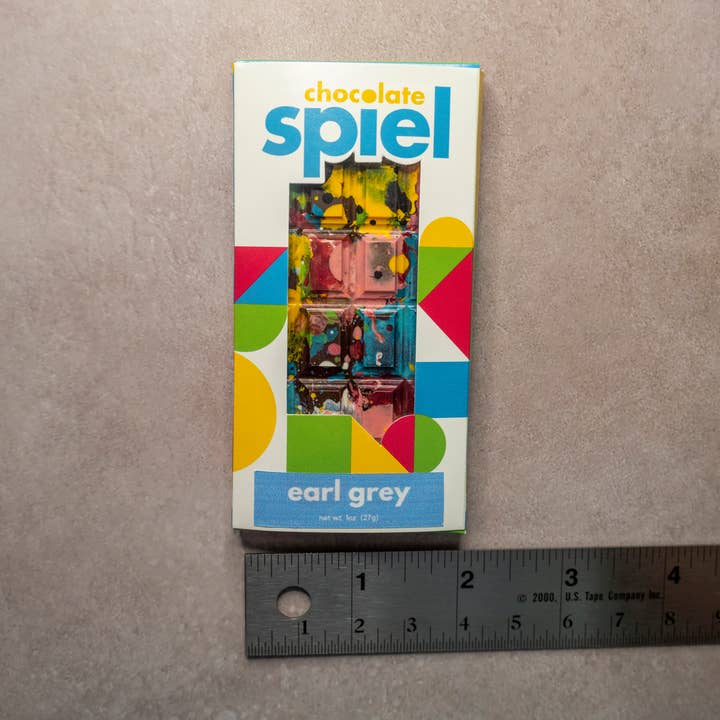 chocolate
spiel
earl grey
net wt. 1oz (27g)
1 2 3 4
© 2000, U.S. Tape Company Inc.
1 2 3 4 5 6 7 8